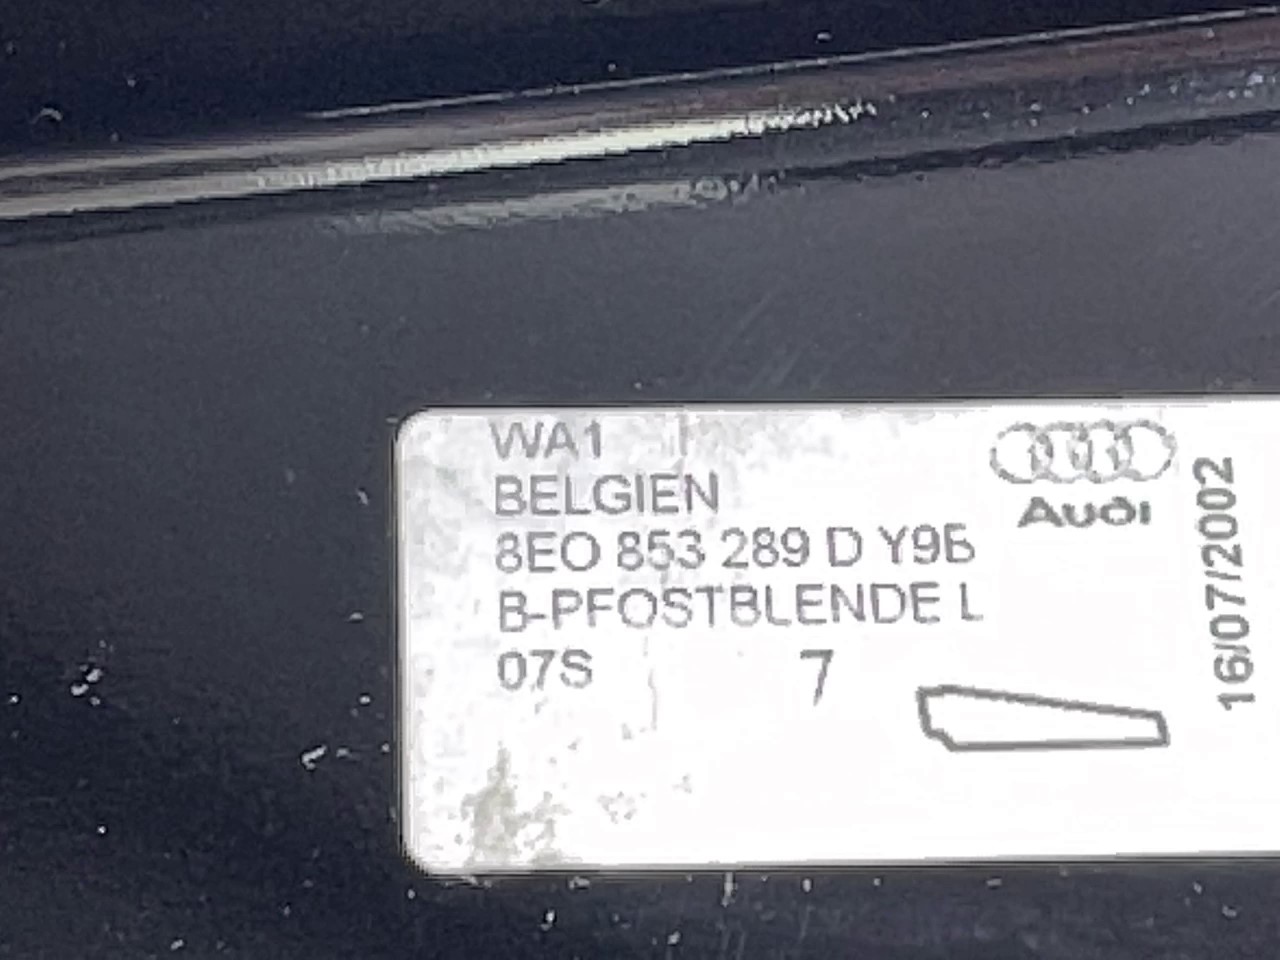 WA1
BELGIEN
8E0 853 289 D Y9B
B-PFOSTBLENDE L
07S 7
Audi
16/07/2002